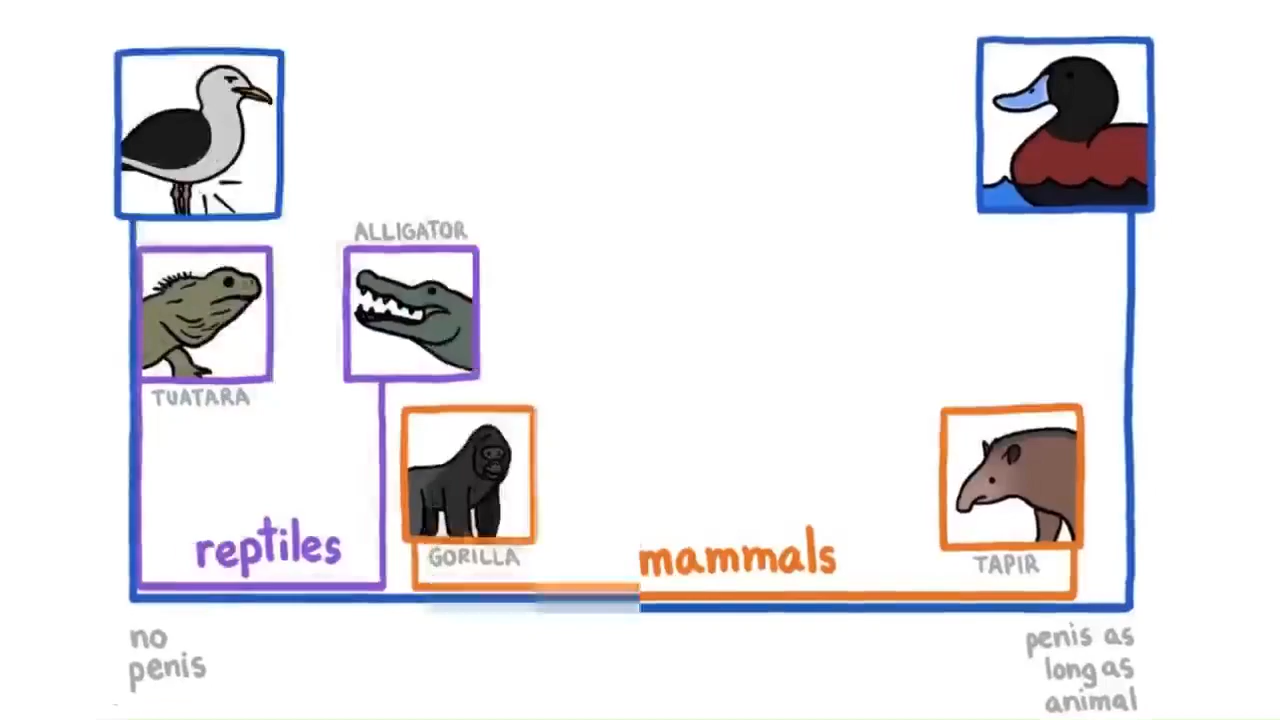 ALLIGATOR
TUATARA
reptiles
GORILLA
mammals
TAPIR
no
penis
penis as
long as
animal